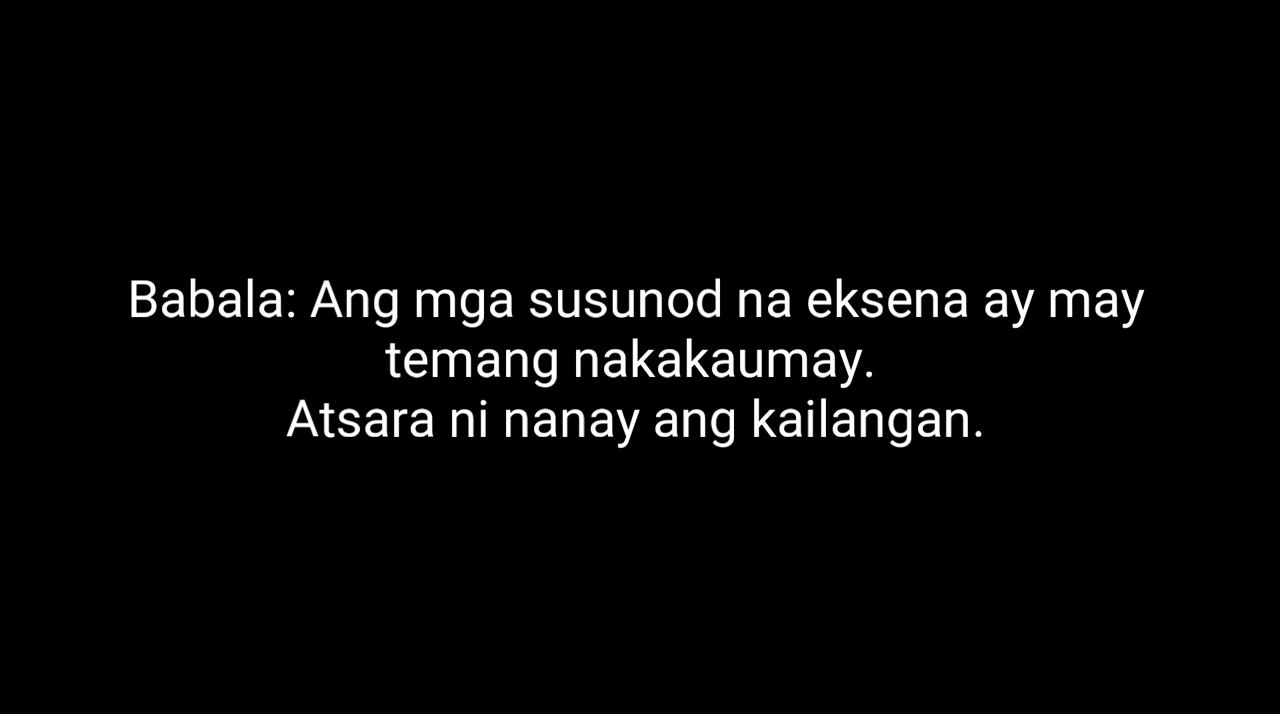 Babala: Ang mga susunod na eksena ay may
temang nakakaumay.
Atsara ni nanay ang kailangan.